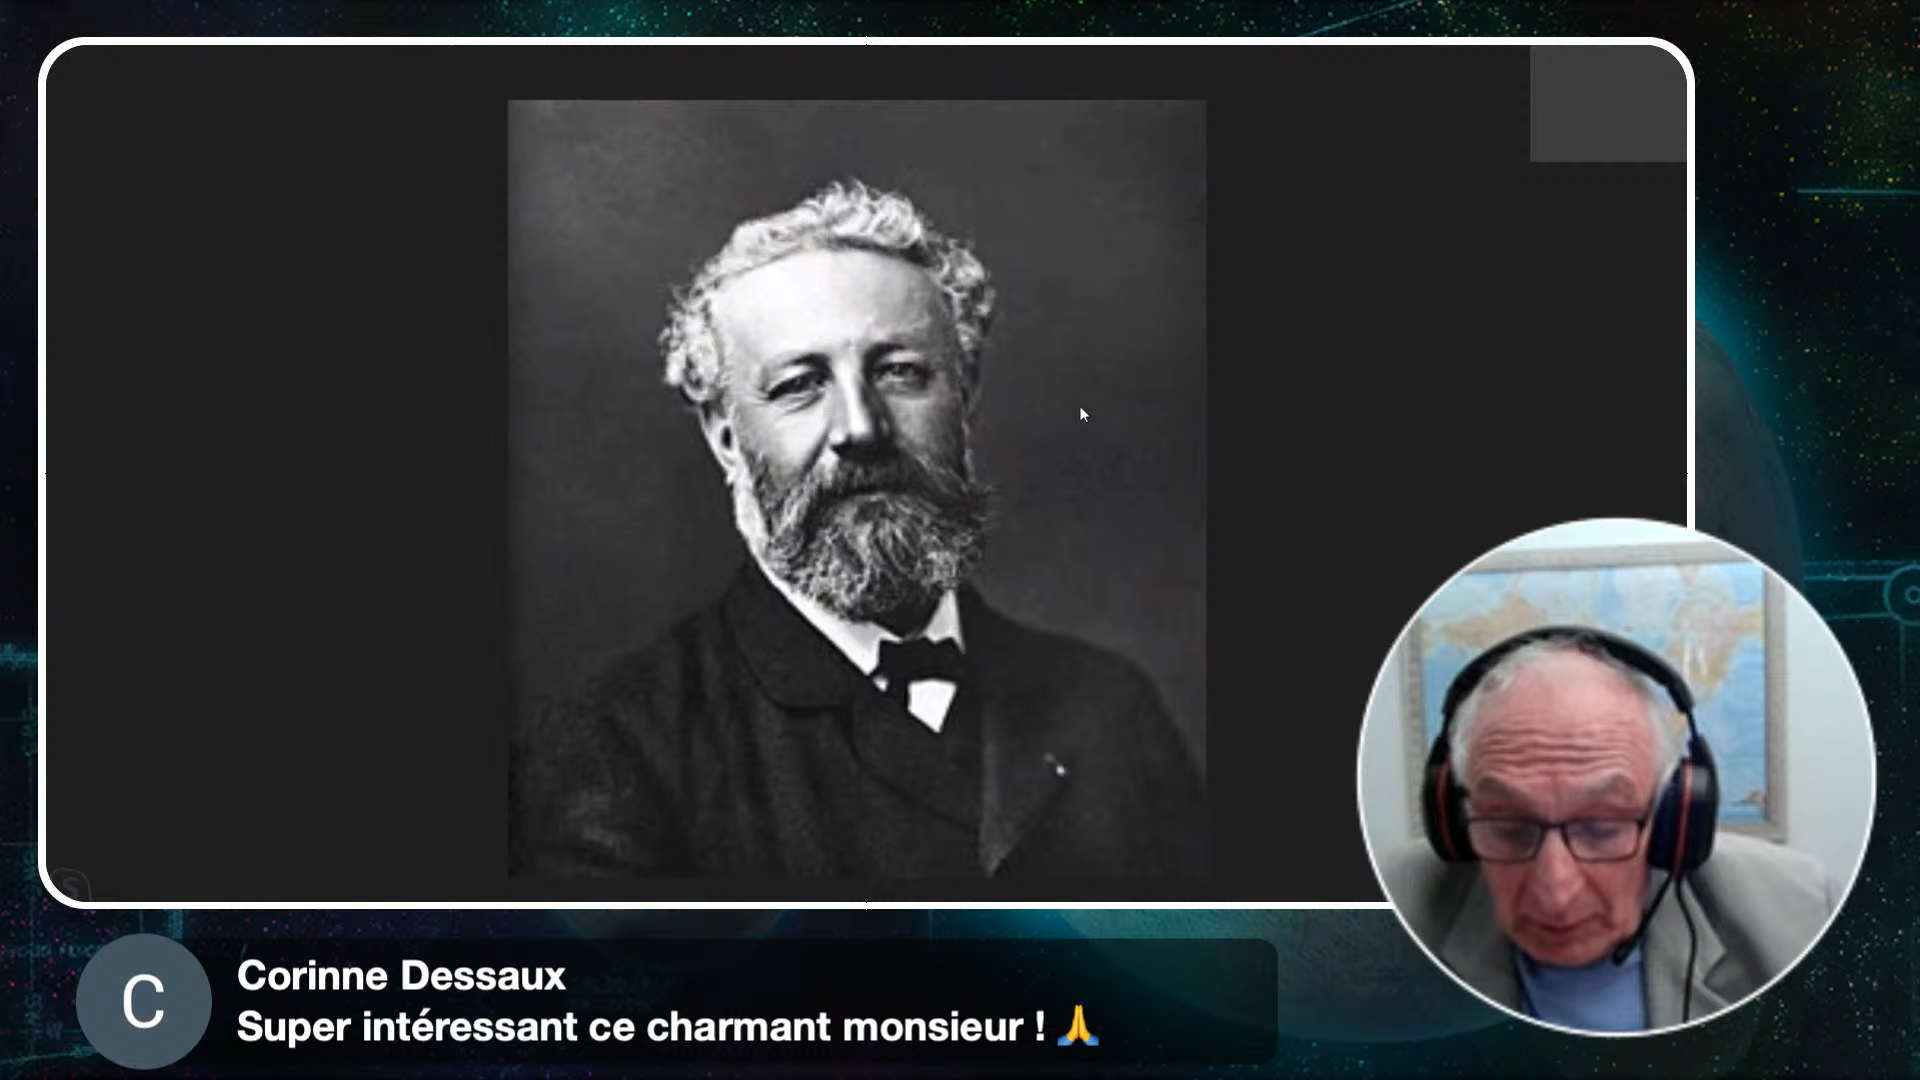 C
Corinne Dessaux
Super intéressant ce charmant monsieur ! 🙏